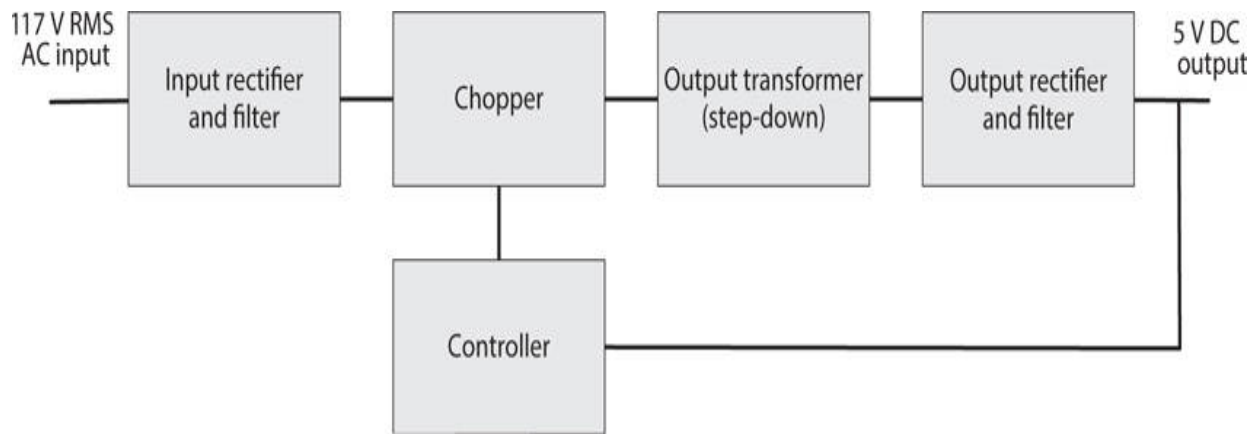 117 V RMS
AC input
Input rectifier
and filter
Chopper
Output transformer
(step-down)
Output rectifier
and filter
5 V DC
output
Controller